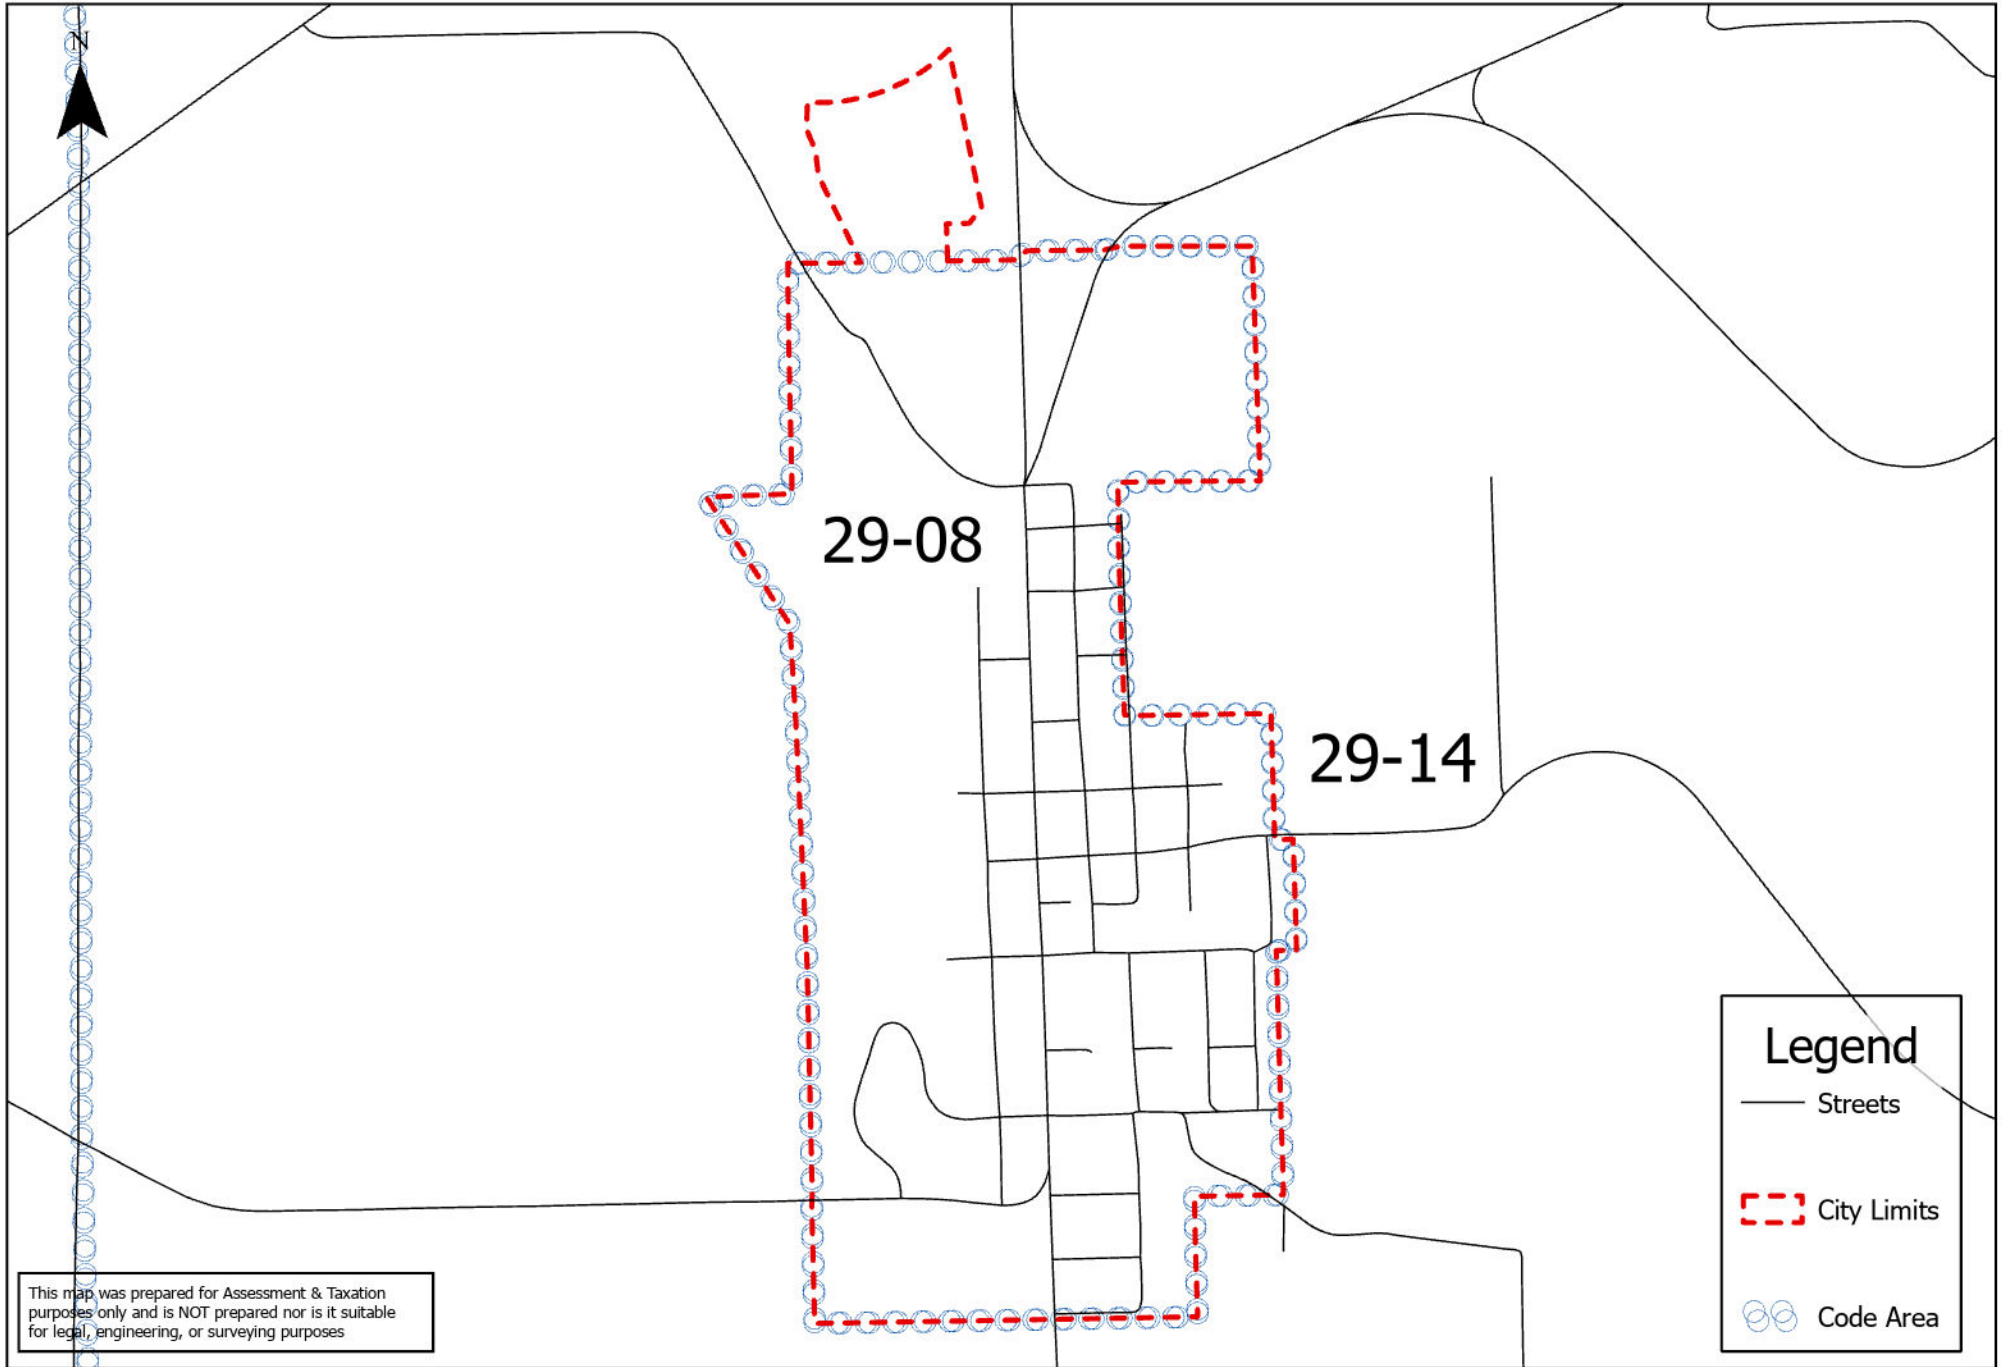 N
29-08
29-14
Legend
Streets
City Limits
Code Area
This map was prepared for Assessment & Taxation
purposes only and is NOT prepared nor is it suitable
for legal, engineering, or surveying purposes